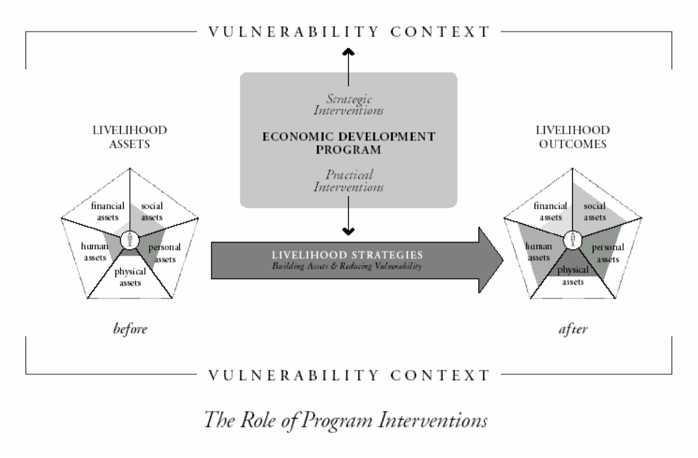 VULNERABILITY CONTEXT
Strategic
Interventions
ECONOMIC DEVELOPMENT
PROGRAM
Practical
Interventions
LIVELIHOOD
ASSETS
financial
assets
social
assets
human
assets
personal
assets
physical
assets
before
LIVELIHOOD STRATEGIES
Building Assets & Reducing Vulnerability
LIVELIHOOD
OUTCOMES
financial
assets
social
assets
human
assets
personal
assets
physical
assets
after
VULNERABILITY CONTEXT
The Role of Program Interventions